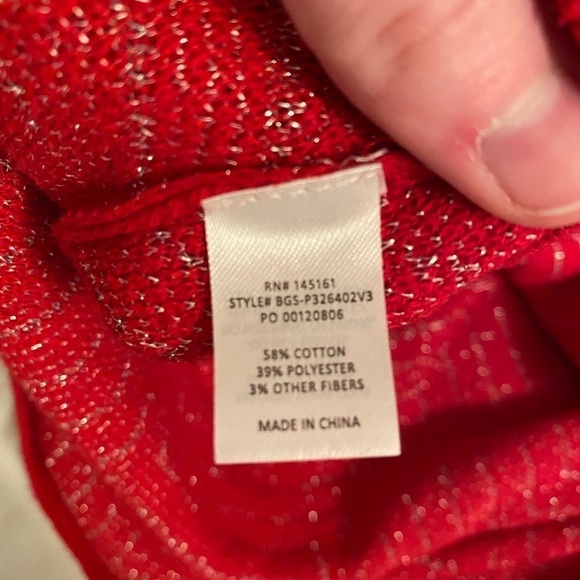 RN# 145161
STYLE# BGS-P326402V3
PO 00120806
58% COTTON
39% POLYESTER
3% OTHER FIBERS
MADE IN CHINA